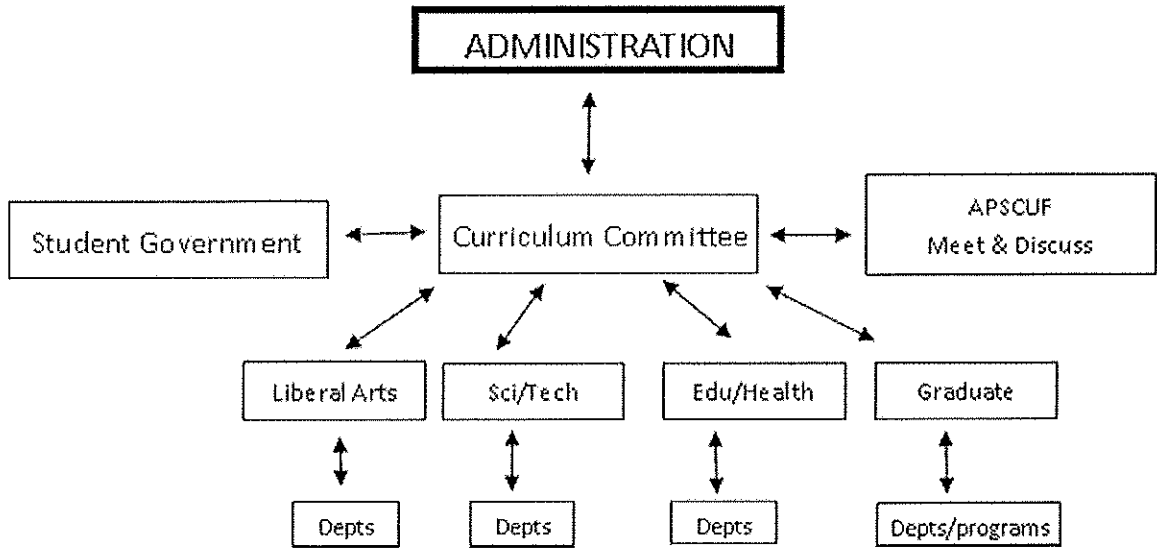 ADMINISTRATION
Student Government
Curriculum Committee
APSCUF
Meet & Discuss
Liberal Arts
Sci/Tech
Edu/Health
Graduate
Depts
Depts
Depts
Depts/programs